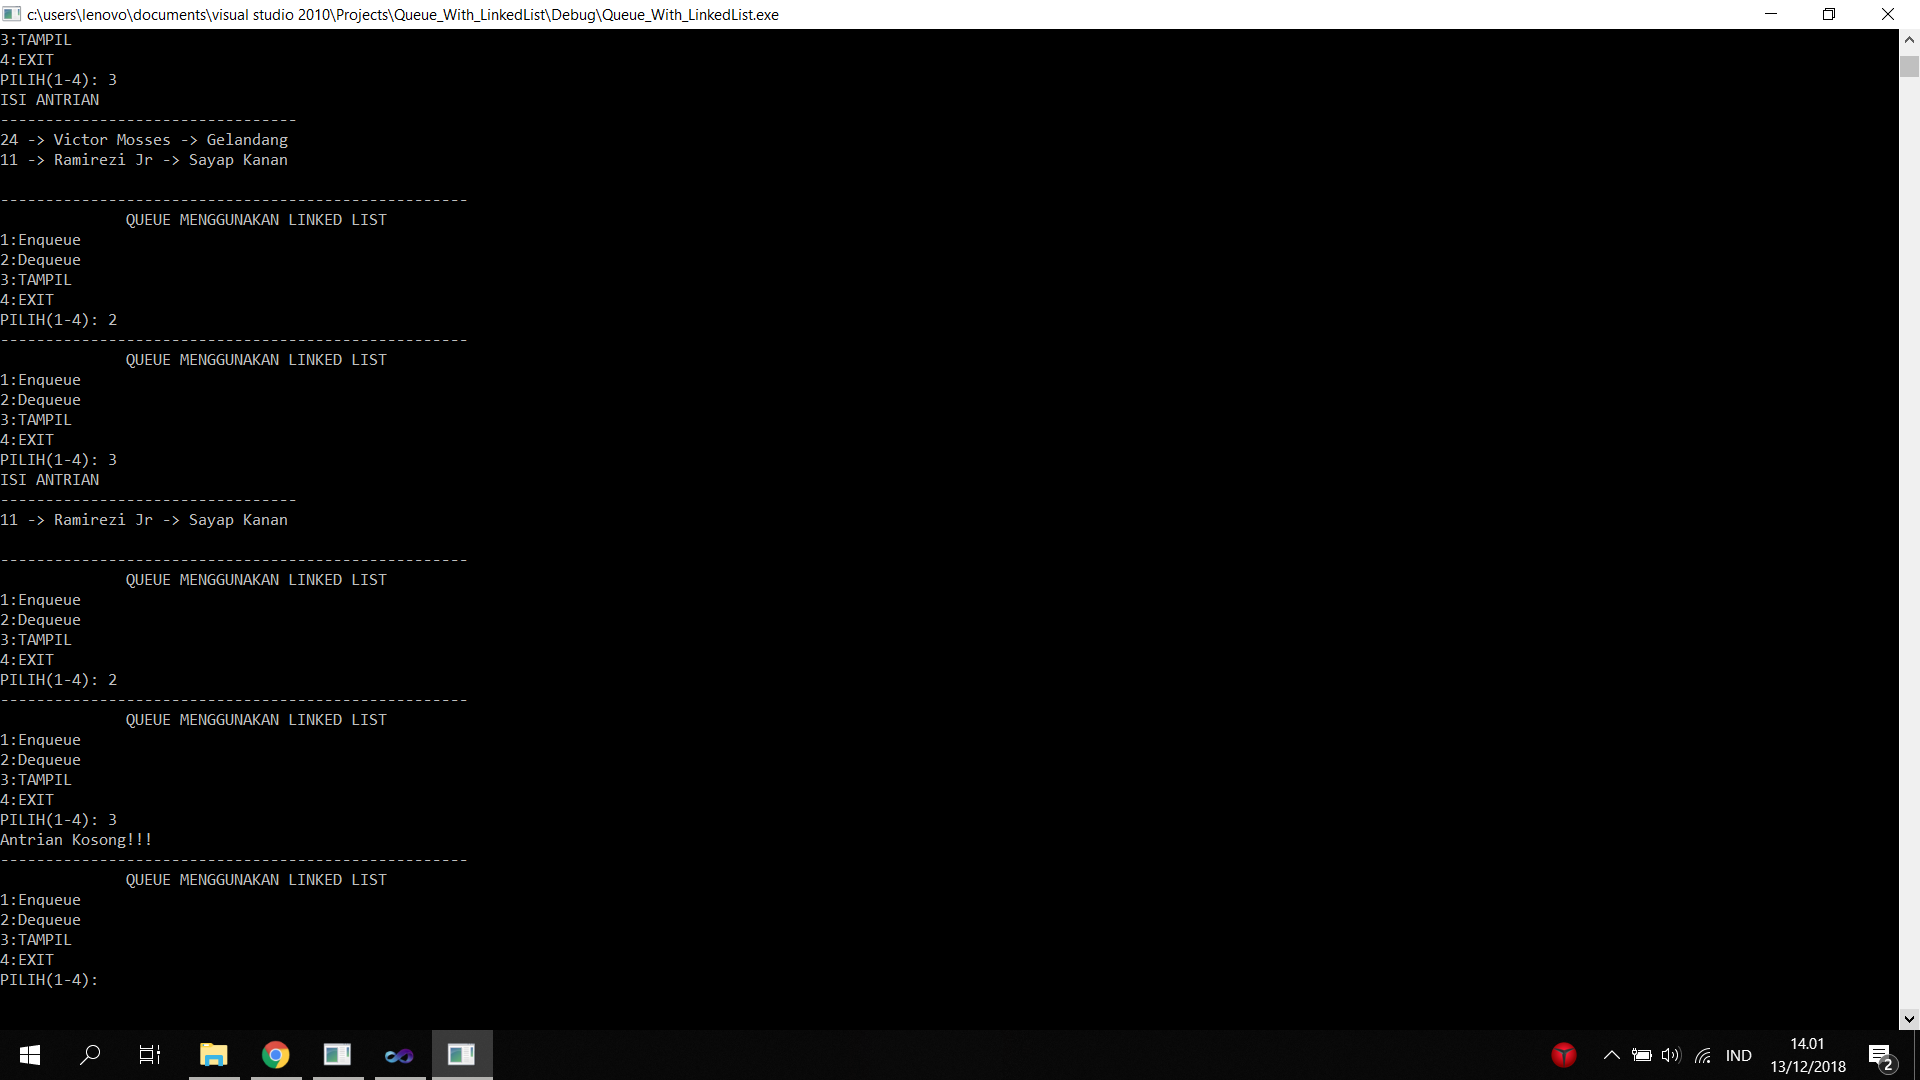 c:\users\lenovo\documents\visual studio 2010\Projects\Queue_With_LinkedList\Debug\Queue_With_LinkedList.exe
3:TAMPIL
4:EXIT
PILIH(1-4): 3
ISI ANTRIAN
---------------------------------
24 -> Victor Mosses -> Gelandang
11 -> Ramirezi Jr -> Sayap Kanan
----------------------------------------------------
QUEUE MENGGUNAKAN LINKED LIST
1:Enqueue
2:Dequeue
3:TAMPIL
4:EXIT
PILIH(1-4): 2
----------------------------------------------------
QUEUE MENGGUNAKAN LINKED LIST
1:Enqueue
2:Dequeue
3:TAMPIL
4:EXIT
PILIH(1-4): 3
ISI ANTRIAN
---------------------------------
11 -> Ramirezi Jr -> Sayap Kanan
----------------------------------------------------
QUEUE MENGGUNAKAN LINKED LIST
1:Enqueue
2:Dequeue
3:TAMPIL
4:EXIT
PILIH(1-4): 2
----------------------------------------------------
QUEUE MENGGUNAKAN LINKED LIST
1:Enqueue
2:Dequeue
3:TAMPIL
4:EXIT
PILIH(1-4): 3
Antrian Kosong!!!
----------------------------------------------------
QUEUE MENGGUNAKAN LINKED LIST
1:Enqueue
2:Dequeue
3:TAMPIL
4:EXIT
PILIH(1-4):
IND
14.01
13/12/2018
2